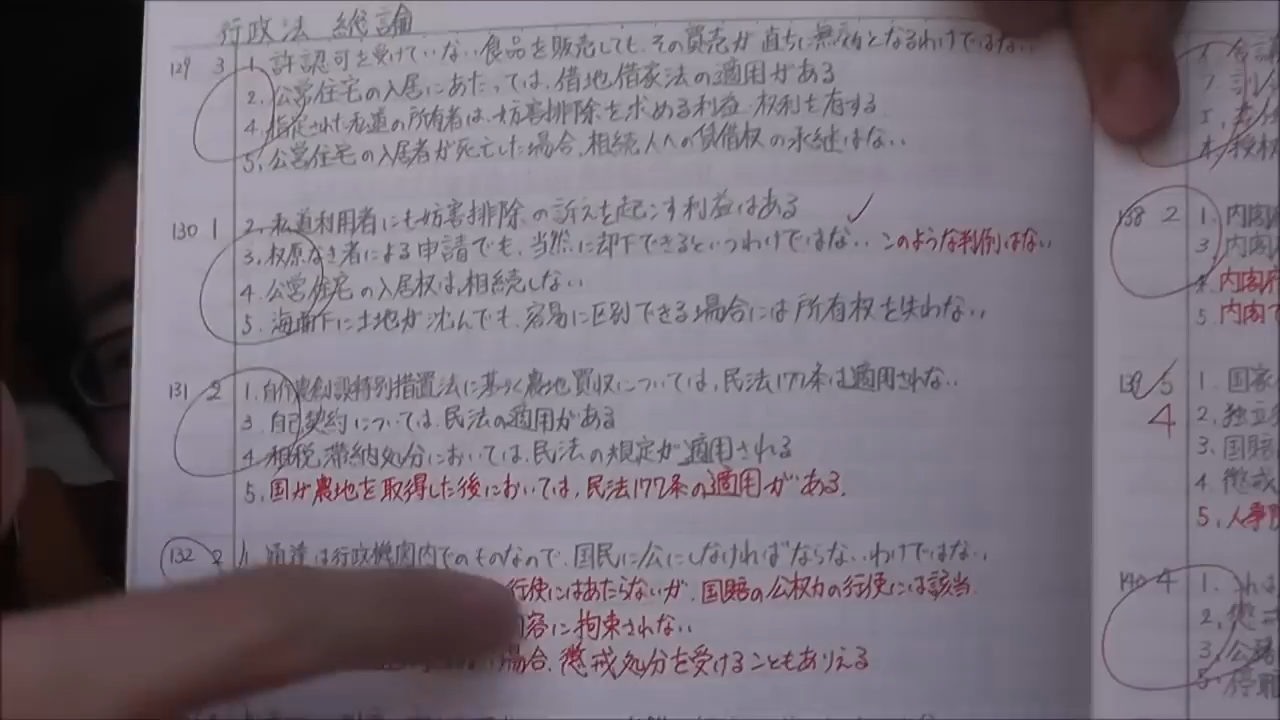 行政法 総論
129 3 1. 許認可を受けていない食品を販売しても、その売買が直ちに無効となるわけではない
2. 公営住宅の入居にあたっては、借地借家法の適用がある
4. 指定された私道の所有者は、妨害排除を求める利益・権利を有する
5. 公営住宅の入居者が死亡した場合、相続人への賃借権の承継はない
130 1 2. 私道利用者にも妨害排除の訴えを起こす利益はある
3. 権原なき者による申請でも、当然に却下できるというわけではない このような判例はない
4. 公営住宅の入居権は、相続しない
5. 海面下に土地が沈んでも、容易に区別できる場合には所有権を失わない
131 2 1. 自作農創設特別措置法に基づく農地買収については、民法177条は適用されない
3. 自己契約については、民法の適用がある
4. 租税滞納処分においては、民法の規定が適用される
5. 国が農地を取得した後においては、民法177条の適用がある.
132 2 1. 通達は行政機関内でのものなので、国民に公にしなければならないわけではない
行使にはあたらないが、国賠の公権力の行使には該当
内容に拘束されない
場合、懲戒処分を受けることもありえる
138 2 1. 内閣
3. 内閣
4. 内閣府
5. 内閣
139 5 1. 国家
4 2. 独立
3. 国賠
4. 懲戒
5. 人事院
140 4 1.
2. 懲戒
3. 公務
5. 停職